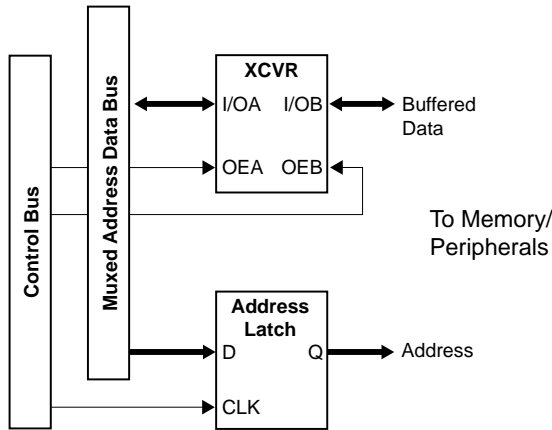 Control Bus
Muxed Address Data Bus
XCVR
I/OA I/OB
OEA OEB
Buffered
Data
To Memory/
Peripherals
Address
Latch
D Q
CLK
Address